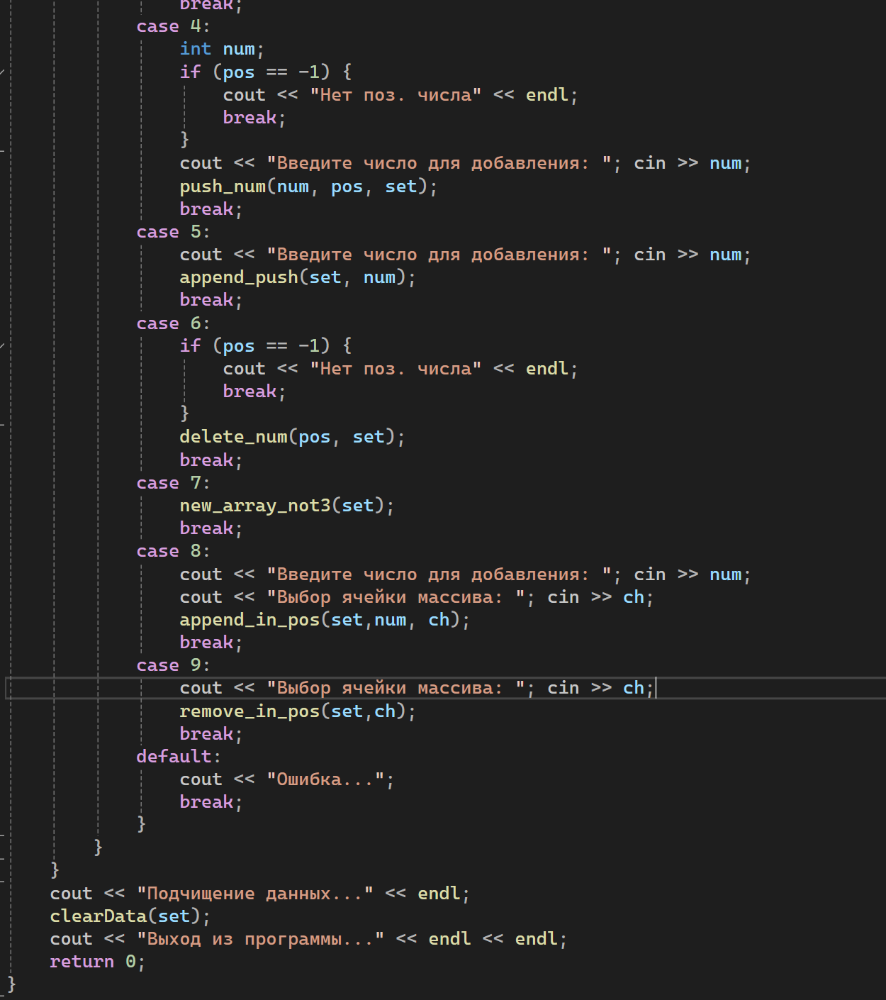 break;
case 4:
int num;
if (pos == -1) {
cout << "Нет поз. числа" << endl;
break;
}
cout << "Введите число для добавления: "; cin >> num;
push_num(num, pos, set);
break;
case 5:
cout << "Введите число для добавления: "; cin >> num;
append_push(set, num);
break;
case 6:
if (pos == -1) {
cout << "Нет поз. числа" << endl;
break;
}
delete_num(pos, set);
break;
case 7:
new_array_not3(set);
break;
case 8:
cout << "Введите число для добавления: "; cin >> num;
cout << "Выбор ячейки массива: "; cin >> ch;
append_in_pos(set,num, ch);
break;
case 9:
cout << "Выбор ячейки массива: "; cin >> ch;
remove_in_pos(set,ch);
break;
default:
cout << "Ошибка...";
break;
}
}
}
cout << "Подчищение данных..." << endl;
clearData(set);
cout << "Выход из программы..." << endl << endl;
return 0;
}